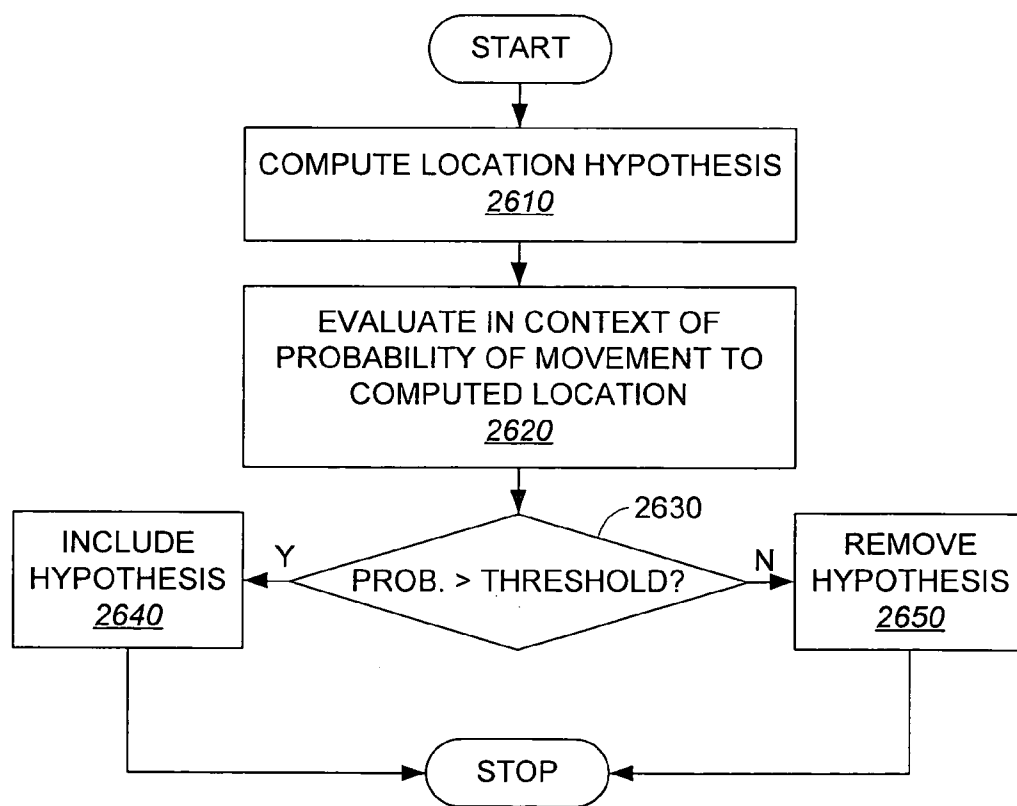 START
COMPUTE LOCATION HYPOTHESIS
2610
EVALUATE IN CONTEXT OF
PROBABILITY OF MOVEMENT TO
COMPUTED LOCATION
2620
2630
PROB. > THRESHOLD?
Y
N
INCLUDE
HYPOTHESIS
2640
REMOVE
HYPOTHESIS
2650
STOP